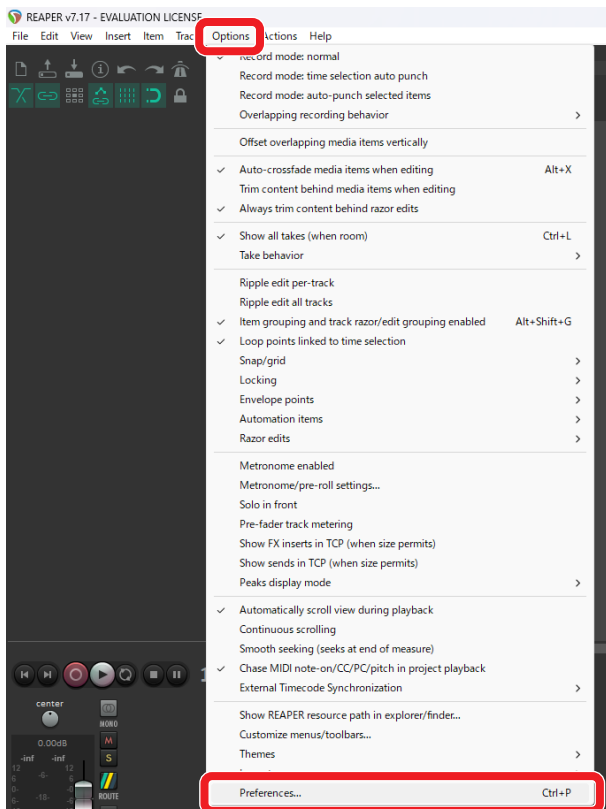 REAPER v7.17 - EVALUATION LICENSE
File Edit View Insert Item Options Actions Help
Record mode: normal
Record mode: time selection auto punch
Record mode: auto-punch selected items
Overlapping recording behavior
Offset overlapping media items vertically
Auto-crossfade media items when editing Alt+X
Trim content behind media items when editing
Always trim content behind razor edits
Show all takes (when room) Ctrl+L
Take behavior
Ripple edit per-track
Ripple edit all tracks
Item grouping and track razor/edit grouping enabled Alt+Shift+G
Loop points linked to time selection
Snap/grid
Locking
Envelope points
Automation items
Razor edits
Metronome enabled
Metronome/pre-roll settings...
Solo in front
Pre-fader track metering
Show FX inserts in TCP (when size permits)
Show sends in TCP (when size permits)
Peaks display mode
Automatically scroll view during playback
Continuous scrolling
Smooth seeking (seeks at end of measure)
Chase MIDI note-on/CC/PC/pitch in project playback
External Timecode Synchronization
Show REAPER resource path in explorer/finder...
Customize menus/toolbars...
Themes
Preferences... Ctrl+P
center
MONO
0.00dB M
-inf -inf S
12 12
6 -6- 6
0-
-18-
6- 6-
ROUTE